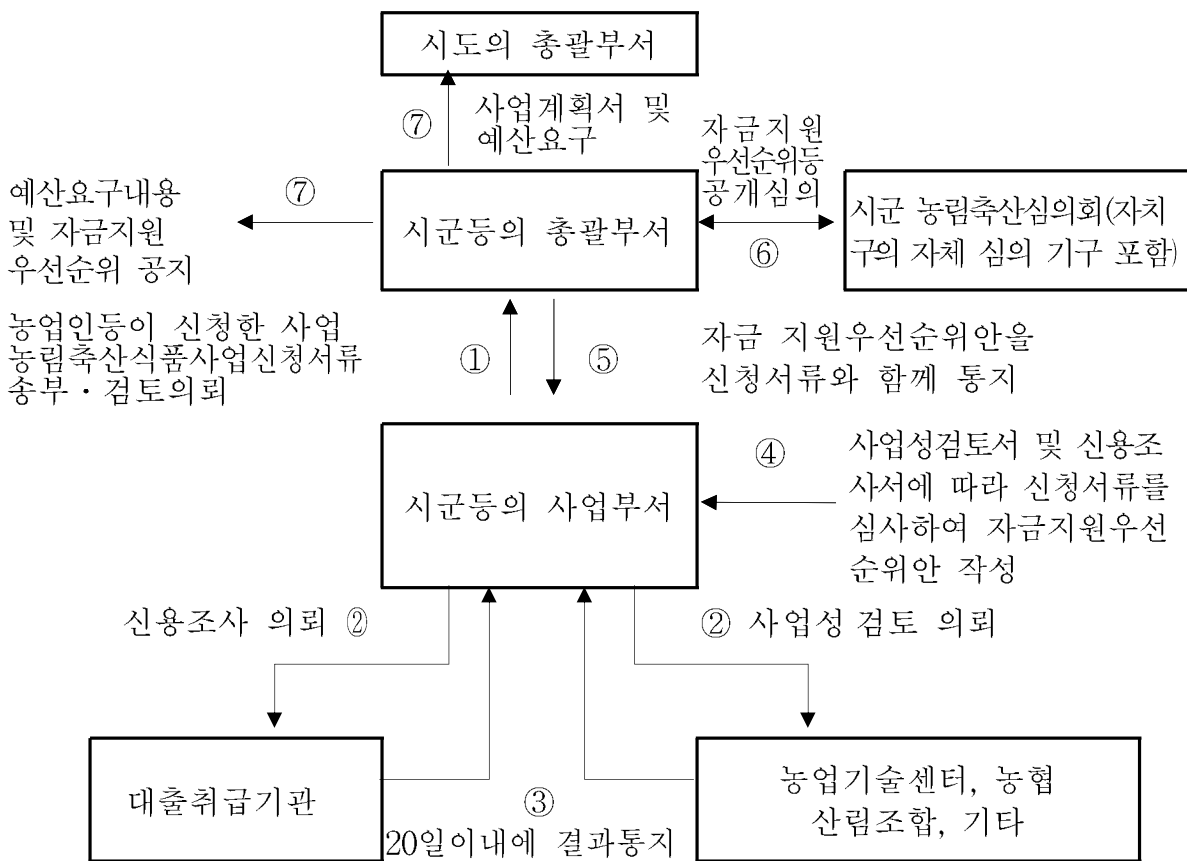 시도의 총괄부서
⑦
사업계획서 및
예산요구
자금지원
우선순위등
공개심의
예산요구내용
및 자금지원
우선순위 공지
⑦
시군등의 총괄부서
⑥
시군 농림축산심의회(자치
구의 자체 심의 기구 포함)
농업인등이 신청한 사업
농림축산식품사업신청서류
송부·검토의뢰
①
⑤
자금 지원우선순위안을
신청서류와 함께 통지
시군등의 사업부서
④
사업성검토서 및 신용조
사서에 따라 신청서류를
심사하여 자금지원우선
순위안 작성
신용조사 의뢰 ②
② 사업성 검토 의뢰
대출취급기관
③
20일이내에 결과통지
농업기술센터, 농협
산림조합, 기타